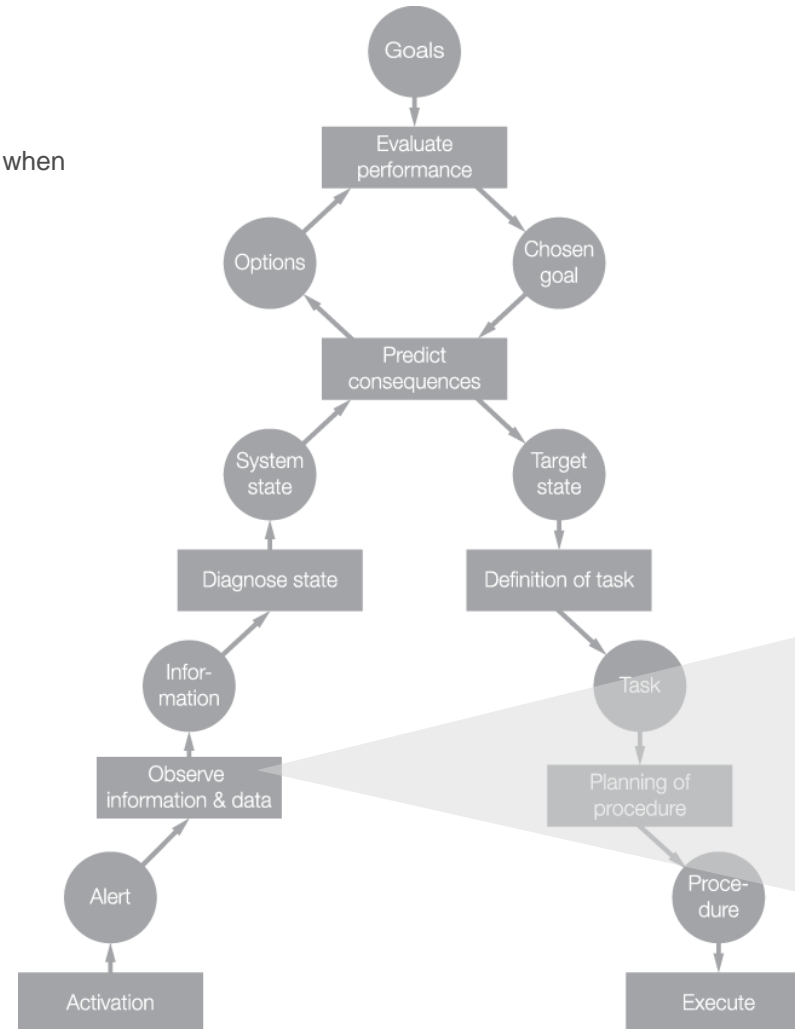 Goals
when
Evaluate
performance
Options
Chosen
goal
Predict
consequences
System
state
Target
state
Diagnose state
Definition of task
Infor-
mation
Task
Observe
information & data
Planning of
procedure
Alert
Proce-
dure
Activation
Execute